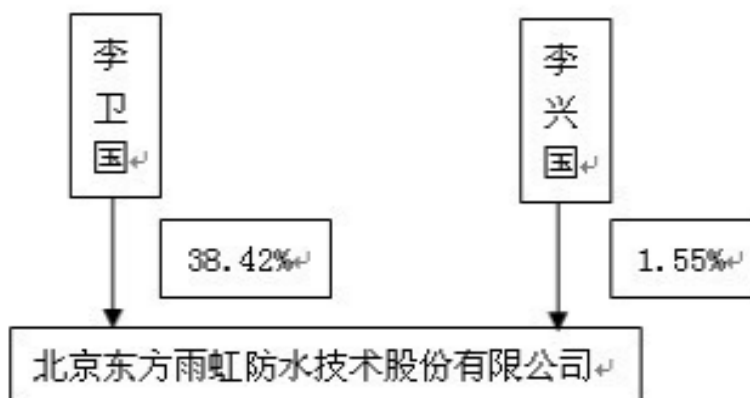 李
卫
国
李
兴
国
38.42%
1.55%
北京东方雨虹防水技术股份有限公司